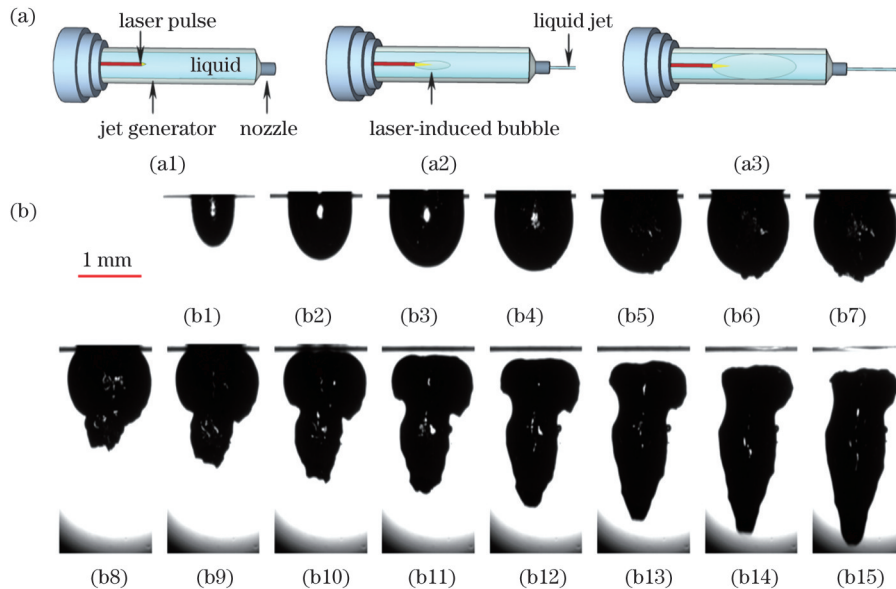 (a)
laser pulse
liquid jet
liquid
jet generator
nozzle
laser-induced bubble
(a1)
(a2)
(a3)
(b)
1 mm
(b1)
(b2)
(b3)
(b4)
(b5)
(b6)
(b7)
(b8)
(b9)
(b10)
(b11)
(b12)
(b13)
(b14)
(b15)